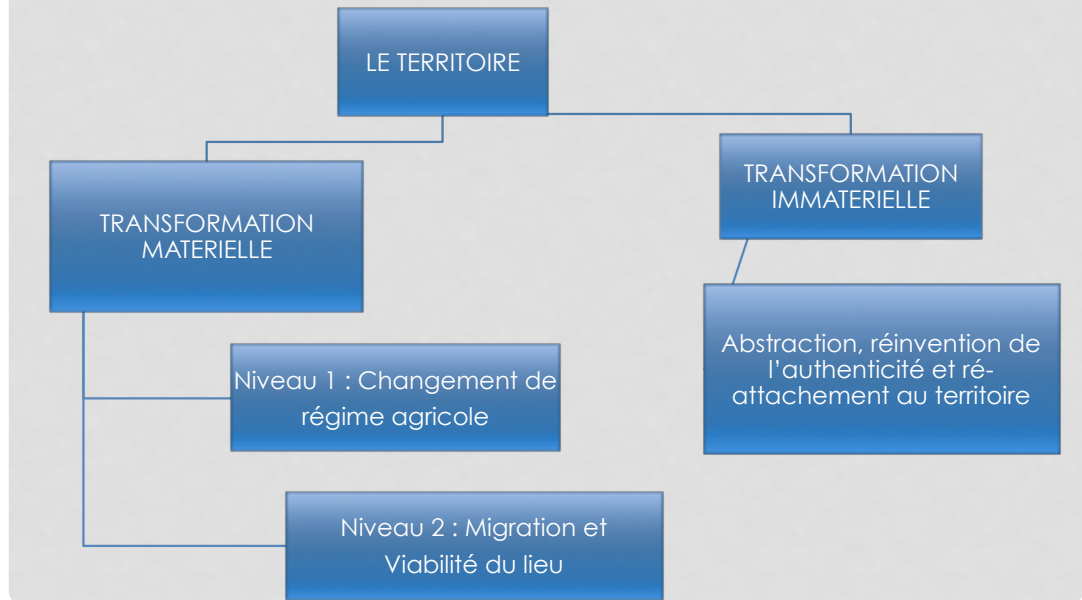 LE TERRITOIRE
TRANSFORMATION
MATERIELLE
TRANSFORMATION
IMMATERIELLE
Niveau 1 : Changement de
régime agricole
Niveau 2 : Migration et
Viabilité du lieu
Abstraction, réinvention de
l’authenticité et ré-
attachement au territoire